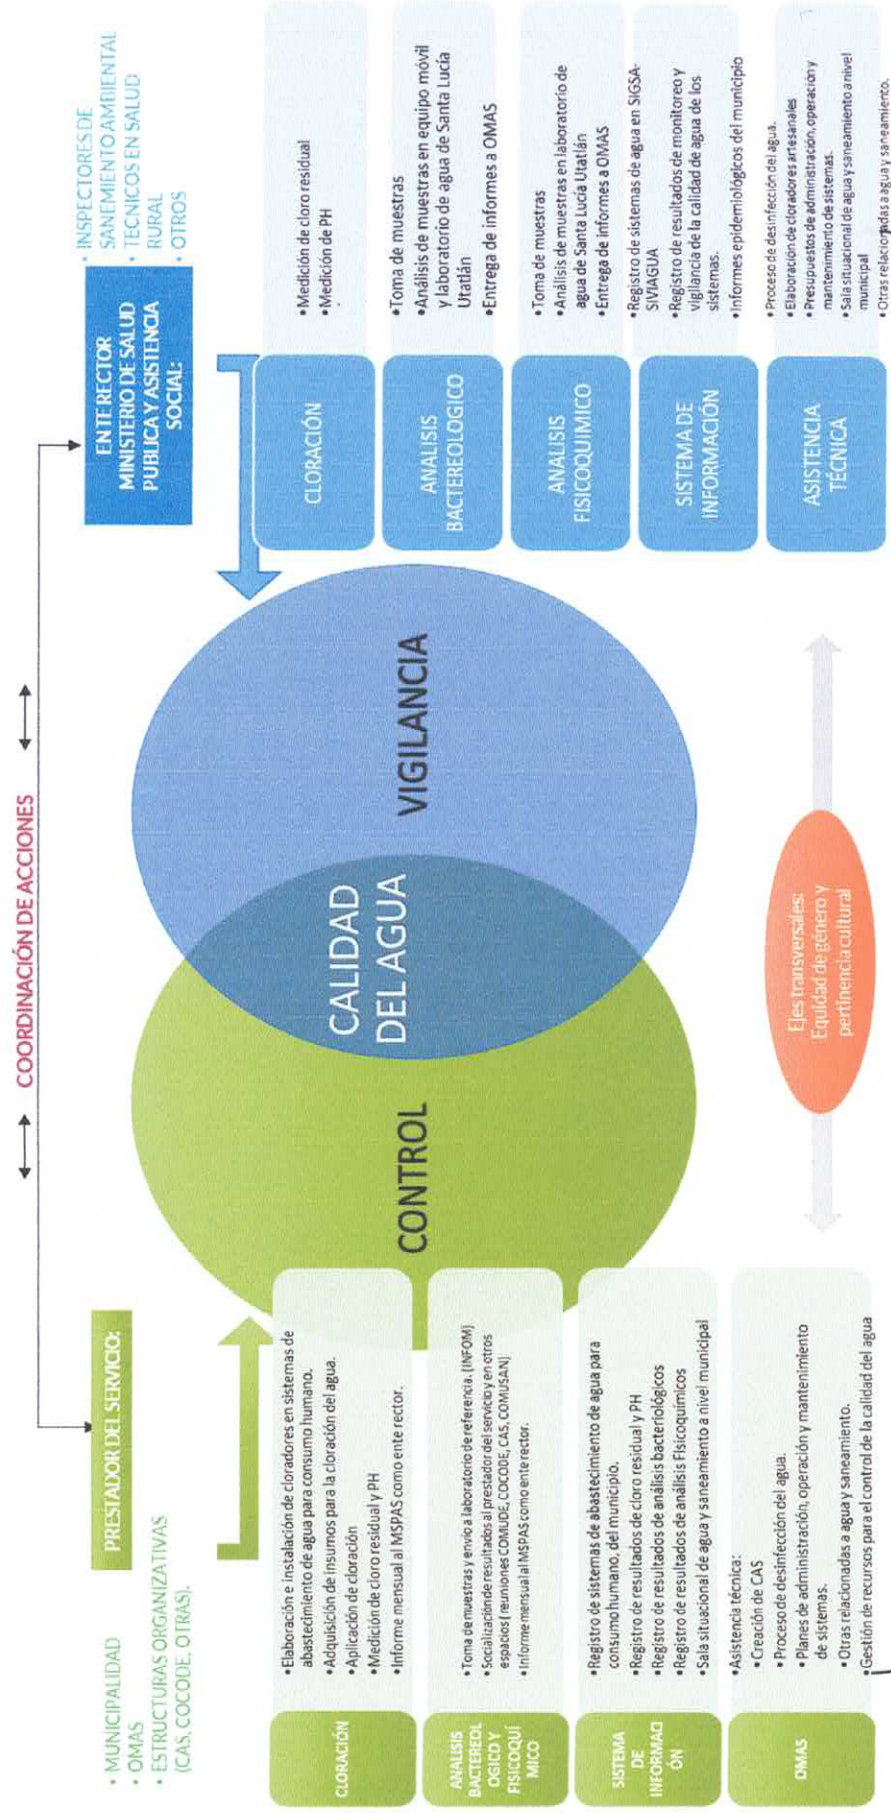 COORDINACIÓN DE ACCIONES
• MUNICIPALIDAD
• OMAS
• ESTRUCTURAS ORGANIZATIVAS
(CAS, COCODE, OTRAS).
PRESTADOR DEL SERVICIO:
CLORACIÓN
•Elaboración e instalación de cloradores en sistemas de
abastecimiento de agua para consumo humano.
•Adquisición de insumos para la cloración del agua.
•Aplicación de cloración
•Medición de cloro residual y PH
•Informe mensual al MSPAS como ente rector.
ANALISIS
BACTEREOL
OGICO Y
FISICOQUÍ
MICO
•Toma de muestras y envio a laboratorio de referencia. (INFOM)
•Socialización de resultados al prestador del servicio y en otros
espacios ( reuniones COMUDE, COCODE, CAS, COMUSAN)
•Informe mensual al MSPAS como ente rector.
SISTEMA
DE
INFORMACI
ÓN
•Registro de sistemas de abastecimiento de agua para
consumo humano, del municipio.
•Registro de resultados de cloro residual y PH
•Registro de resultados de análisis bacteriológicos
•Registro de resultados de análisis Fisicoquímicos
•Sala situacional de agua y saneamiento a nivel municipal
OMAS
•Asistencia técnica:
•Creación de CAS
•Proceso de desinfección del agua.
•Planes de administración, operación y mantenimiento
de sistemas.
•Otras relacionadas a agua y saneamiento.
•Gestión de recursos para el control de la calidad del agua
CONTROL
CALIDAD
DEL AGUA
VIGILANCIA
Ejes transversales:
Equidad de género y
pertinencia cultural
ENTE RECTOR
MINISTERIO DE SALUD
PUBLICA Y ASISTENCIA
SOCIAL:
• INSPECTORES DE
SANEMIENTO AMBIENTAL
• TECNICOS EN SALUD
RURAL
• OTROS
CLORACIÓN
•Medición de cloro residual
•Medición de PH
ANALISIS
BACTEREOLOGICO
•Toma de muestras
•Análisis de muestras en equipo móvil
y laboratorio de agua de Santa Lucía
Utatlán
•Entrega de informes a OMAS
ANALISIS
FISICOQUIMICO
•Toma de muestras
•Análisis de muestras en laboratorio de
agua de Santa Lucía Utatlán
•Entrega de informes a OMAS
SISTEMA DE
INFORMACIÓN
•Registro de sistemas de agua en SIGSA-
SIVIAGUA
•Registro de resultados de monitoreo y
vigilancia de la calidad de agua de los
sistemas.
•Informes epidemiológicos del municipio
ASISTENCIA
TÉCNICA
•Proceso de desinfección del agua.
•Elaboración de cloradores artesanales
•Presupuestos de administración, operación y
mantenimiento de sistemas.
•Sala situacional de agua y saneamiento a nivel
municipal
•Otras relacionadas a agua y saneamiento.